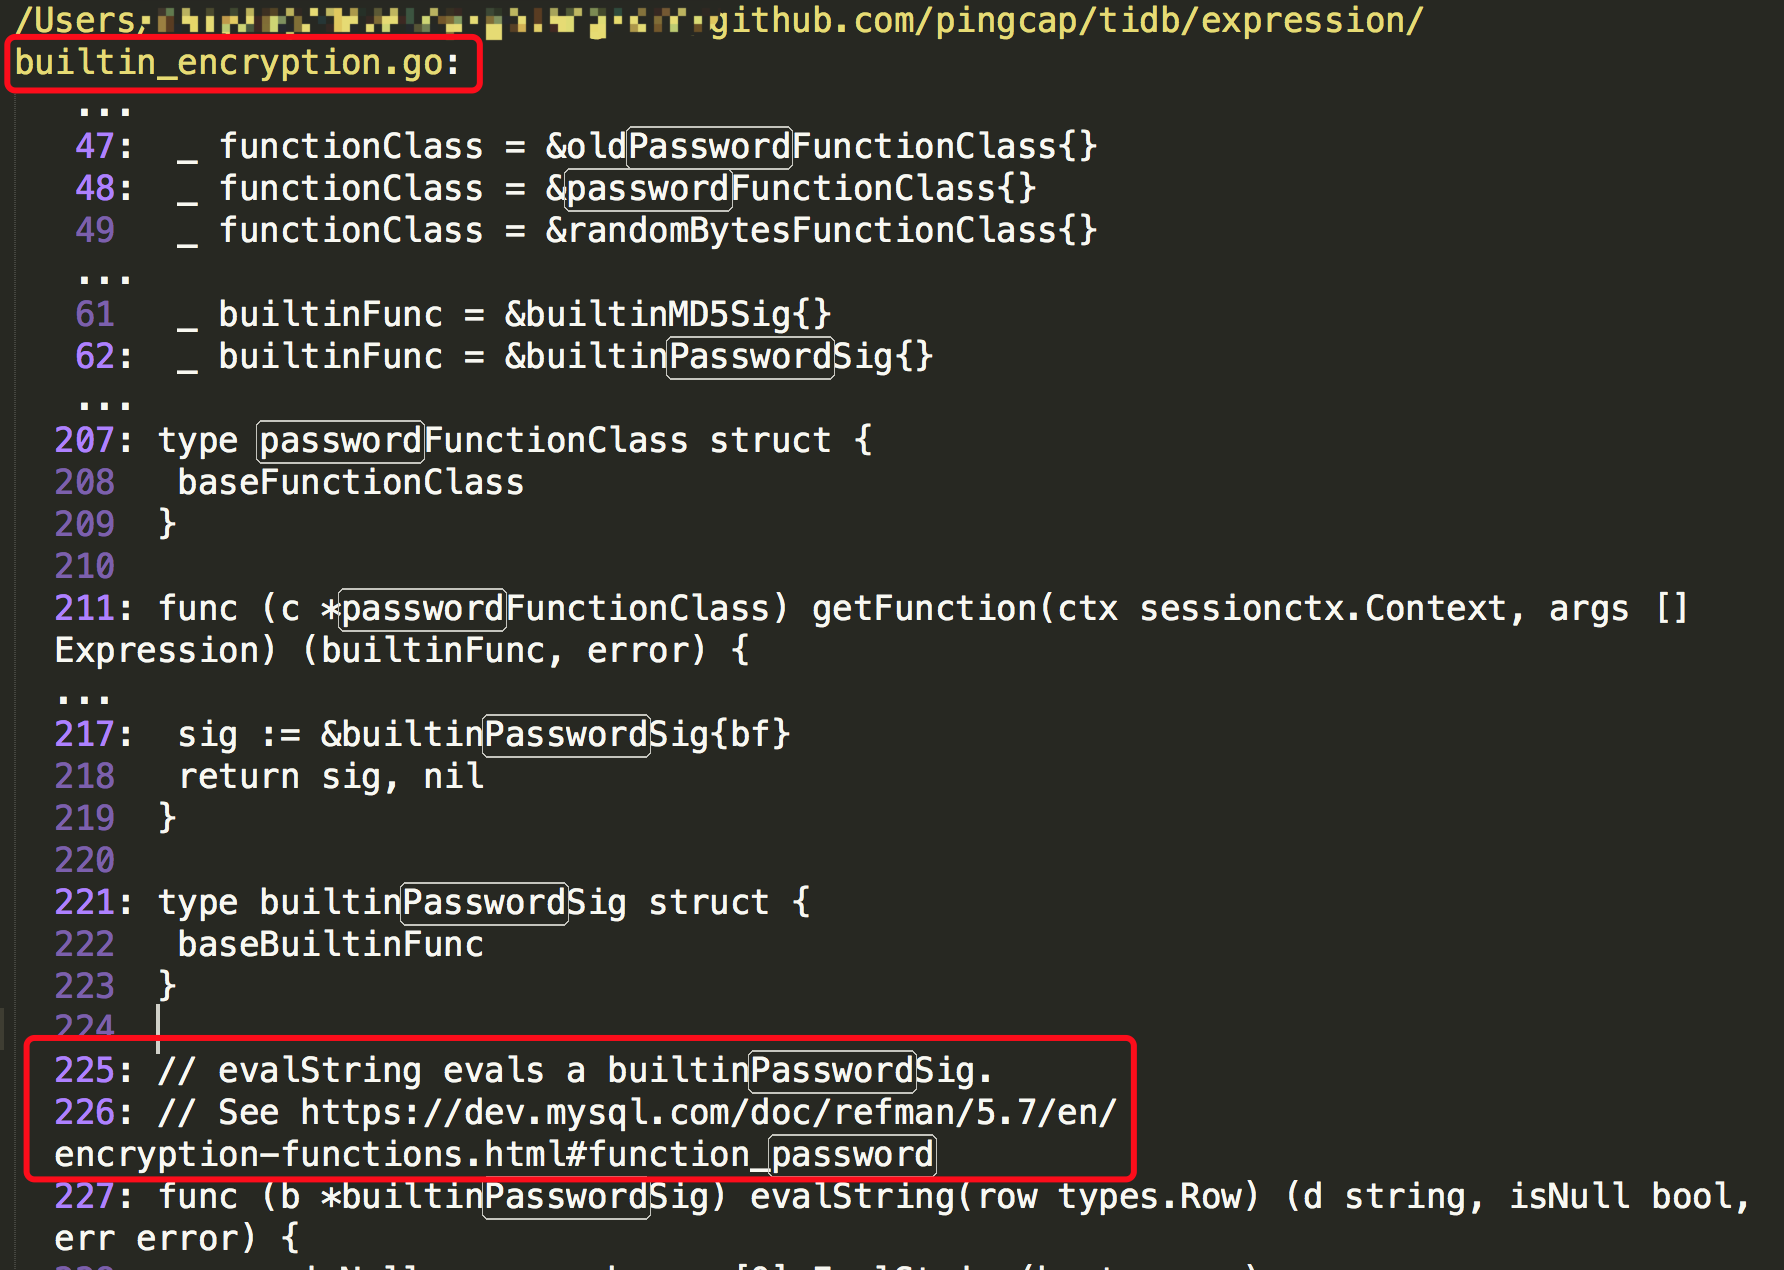 /Users/ github.com/pingcap/tidb/expression/
builtin_encryption.go:
...
47:  _ functionClass = &oldPasswordFunctionClass{}
48:  _ functionClass = &passwordFunctionClass{}
49   _ functionClass = &randomBytesFunctionClass{}
...
61   _ builtinFunc = &builtinMD5Sig{}
62:  _ builtinFunc = &builtinPasswordSig{}
...
207: type passwordFunctionClass struct {
208   baseFunctionClass
209  }
210
211: func (c *passwordFunctionClass) getFunction(ctx sessionctx.Context, args []
Expression) (builtinFunc, error) {
...
217:  sig := &builtinPasswordSig{bf}
218   return sig, nil
219  }
220
221: type builtinPasswordSig struct {
222   baseBuiltinFunc
223  }
224
225: // evalString evals a builtinPasswordSig.
226: // See https://dev.mysql.com/doc/refman/5.7/en/
encryption-functions.html#function_password
227: func (b *builtinPasswordSig) evalString(row types.Row) (d string, isNull bool,
err error) {